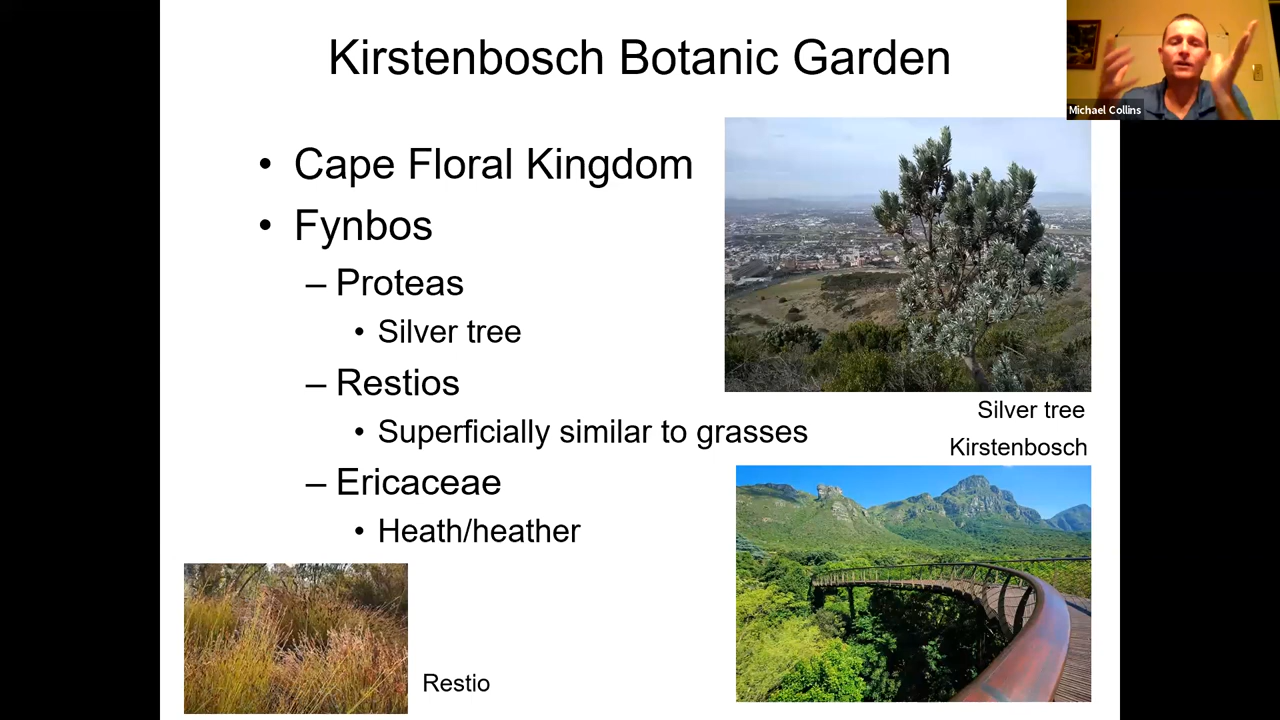 Kirstenbosch Botanic Garden
Michael Collins
• Cape Floral Kingdom
• Fynbos
– Proteas
• Silver tree
– Restios
• Superficially similar to grasses
– Ericaceae
• Heath/heather
Silver tree
Kirstenbosch
Restio